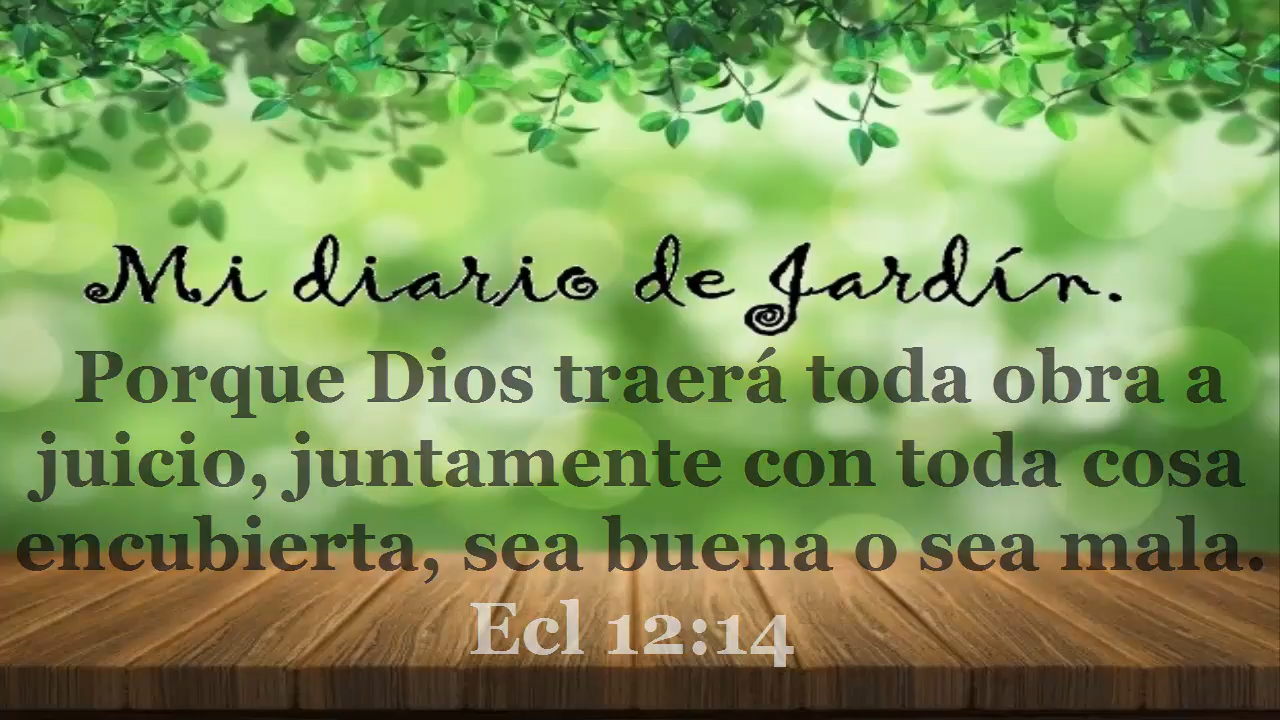 Mi diario de Jardín.
Porque Dios traerá toda obra a
juicio, juntamente con toda cosa
encubierta, sea buena o sea mala.
Ecl 12:14